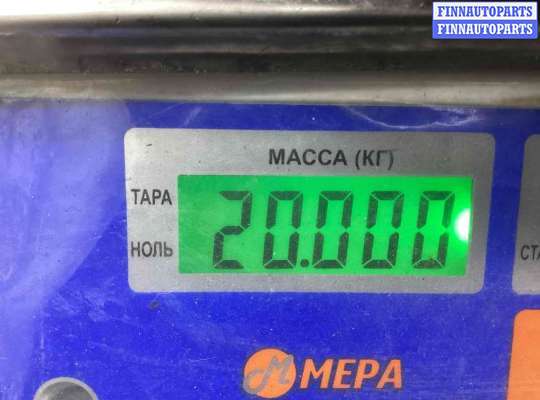 FINNAUTOPARTS
FINNAUTOPARTS
МАССА (КГ)
ТАРА
20.000
НОЛЬ
МЕРА